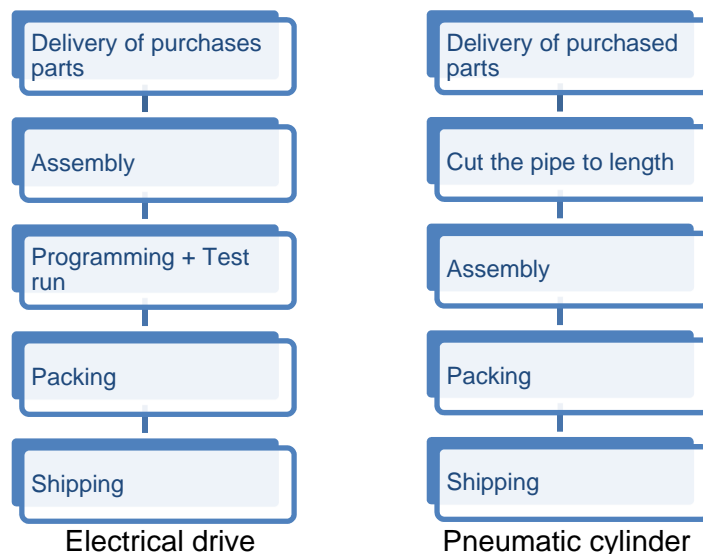 Delivery of purchases
parts
Assembly
Programming + Test
run
Packing
Shipping
Electrical drive
Delivery of purchased
parts
Cut the pipe to length
Assembly
Packing
Shipping
Pneumatic cylinder